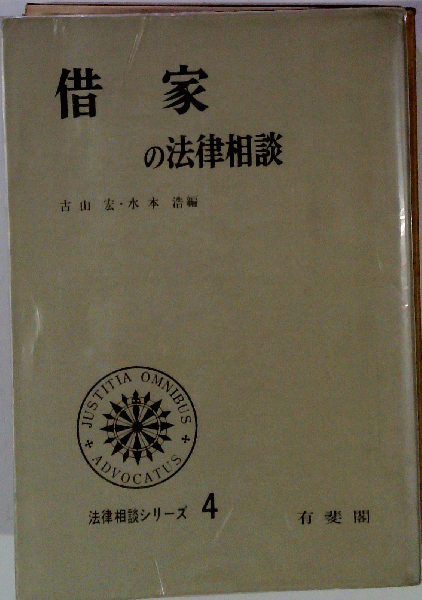 借家
の法律相談
古山 宏・水本 浩編
JUSTITIA OMNIBUS
ADVOCATUS
法律相談シリーズ 4
有斐閣